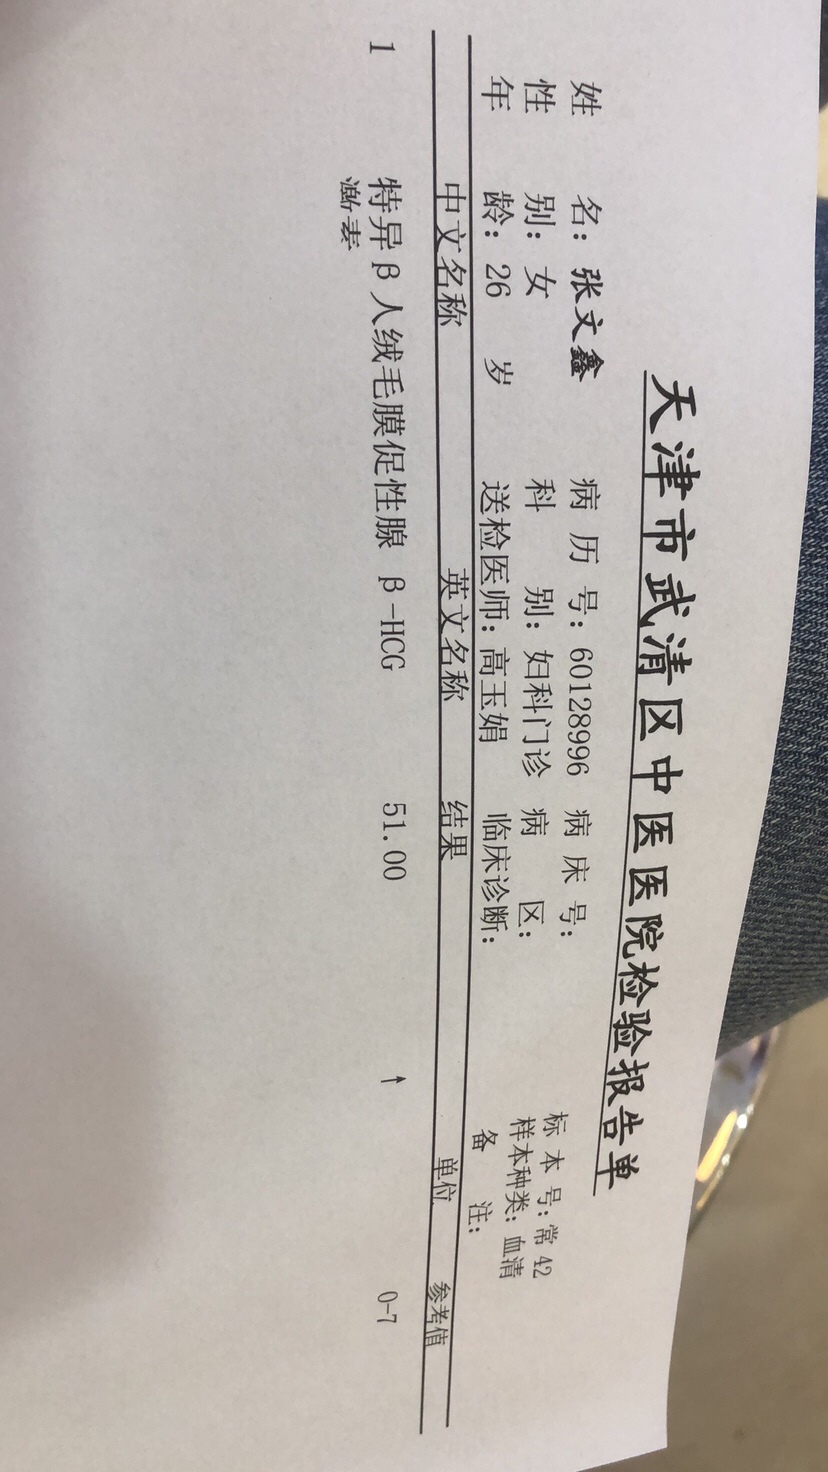 天津市武清区中医医院检验报告单
姓 名：张文鑫 病 历 号：60128996 病 床 号： 标 本 号：常 42
性 别：女 科 别：妇科门诊 病 区： 样本种类：血清
年 龄：26 岁 送检医师：高玉娟 临床诊断： 备 注：
中文名称 英文名称 结果 单位 参考值
1 特异β人绒毛膜促性腺 β-HCG 51.00 ↑ 0-7
激素